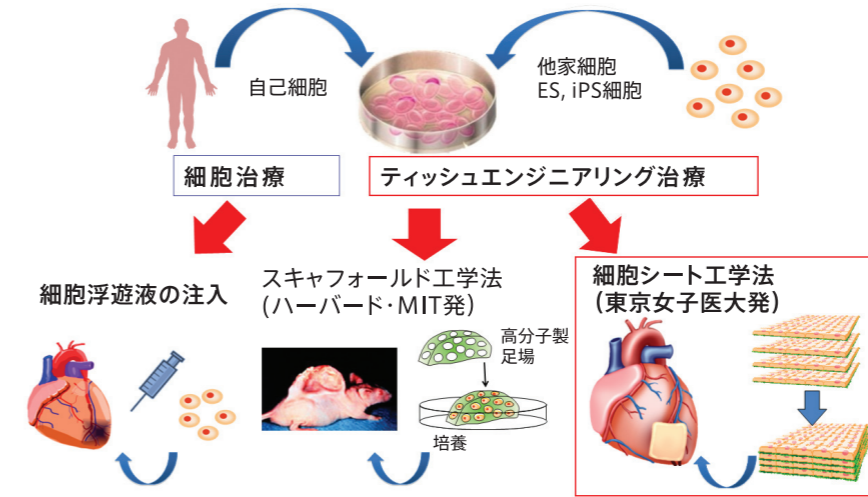 自己細胞
他家細胞
ES, iPS細胞
細胞治療
ティッシュエンジニアリング治療
細胞浮遊液の注入
スキャフォールド工学法
(ハーバード・MIT発)
高分子製
足場
培養
細胞シート工学法
(東京女子医大発)